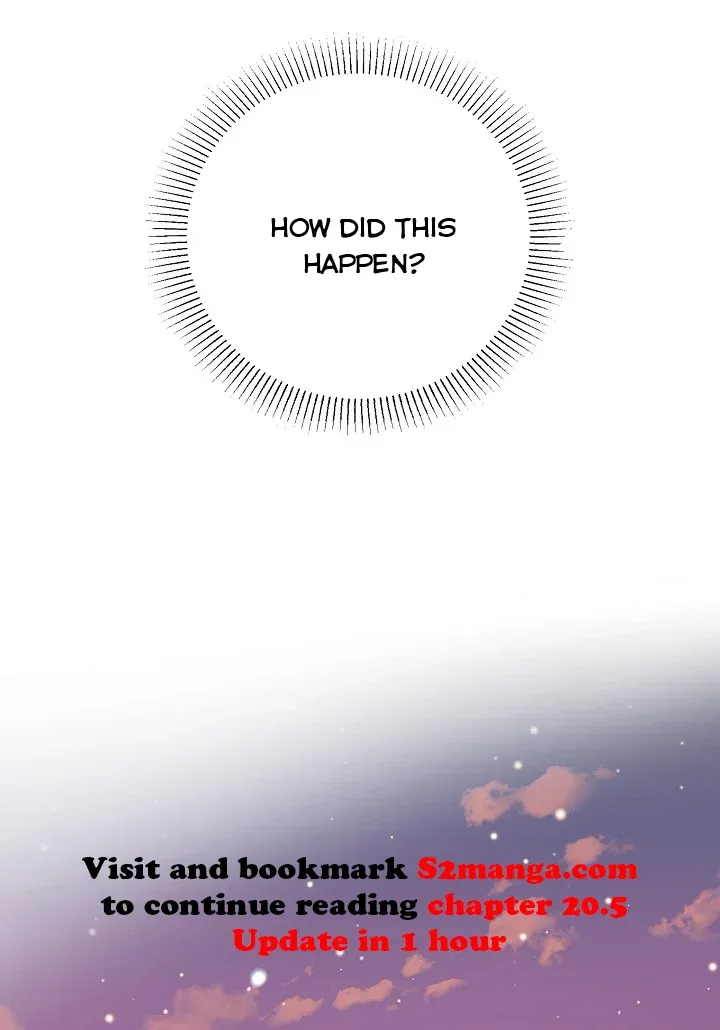 HOW DID THIS
HAPPEN?
Visit and bookmark S2manga.com
to continue reading chapter 20.5
Update in 1 hour